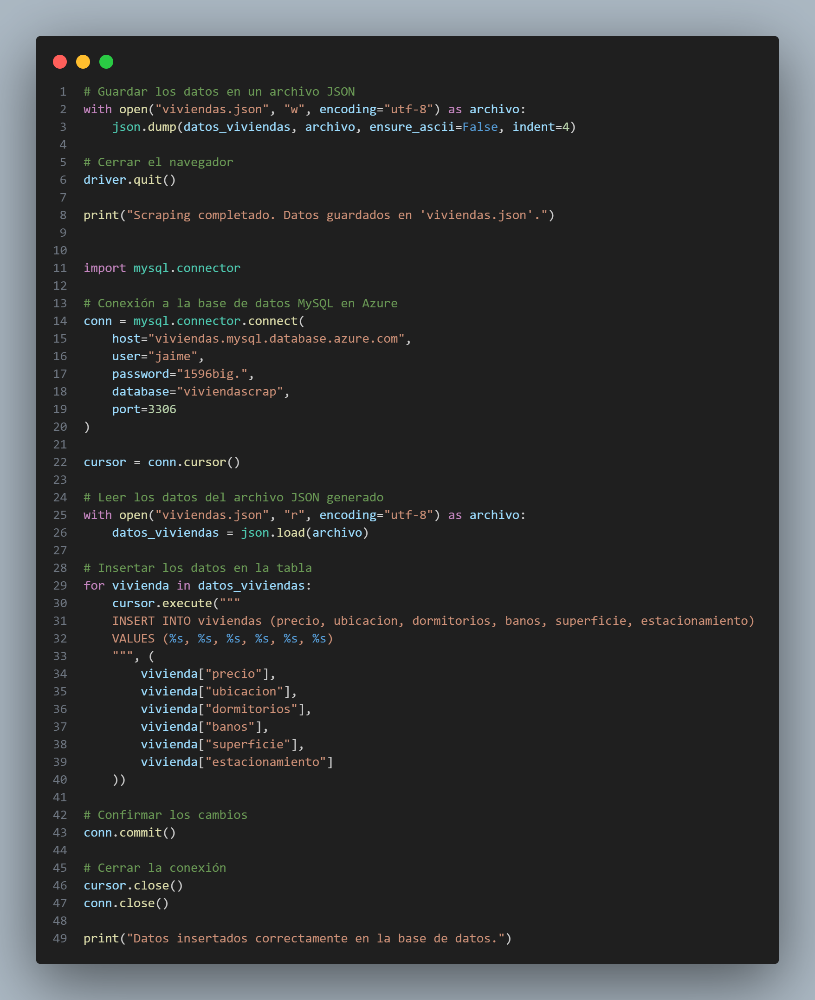 1 # Guardar los datos en un archivo JSON
2 with open("viviendas.json", "w", encoding="utf-8") as archivo:
3     json.dump(datos_viviendas, archivo, ensure_ascii=False, indent=4)
4
5 # Cerrar el navegador
6 driver.quit()
7
8 print("Scraping completado. Datos guardados en 'viviendas.json'.")
9
10
11 import mysql.connector
12
13 # Conexión a la base de datos MySQL en Azure
14 conn = mysql.connector.connect(
15     host="viviendas.mysql.database.azure.com",
16     user="jaime",
17     password="1596big.",
18     database="viviendascrap",
19     port=3306
20 )
21
22 cursor = conn.cursor()
23
24 # Leer los datos del archivo JSON generado
25 with open("viviendas.json", "r", encoding="utf-8") as archivo:
26     datos_viviendas = json.load(archivo)
27
28 # Insertar los datos en la tabla
29 for vivienda in datos_viviendas:
30     cursor.execute("""
31     INSERT INTO viviendas (precio, ubicacion, dormitorios, banos, superficie, estacionamiento)
32     VALUES (%s, %s, %s, %s, %s, %s)
33     """, (
34         vivienda["precio"],
35         vivienda["ubicacion"],
36         vivienda["dormitorios"],
37         vivienda["banos"],
38         vivienda["superficie"],
39         vivienda["estacionamiento"]
40     ))
41
42 # Confirmar los cambios
43 conn.commit()
44
45 # Cerrar la conexión
46 cursor.close()
47 conn.close()
48
49 print("Datos insertados correctamente en la base de datos.")